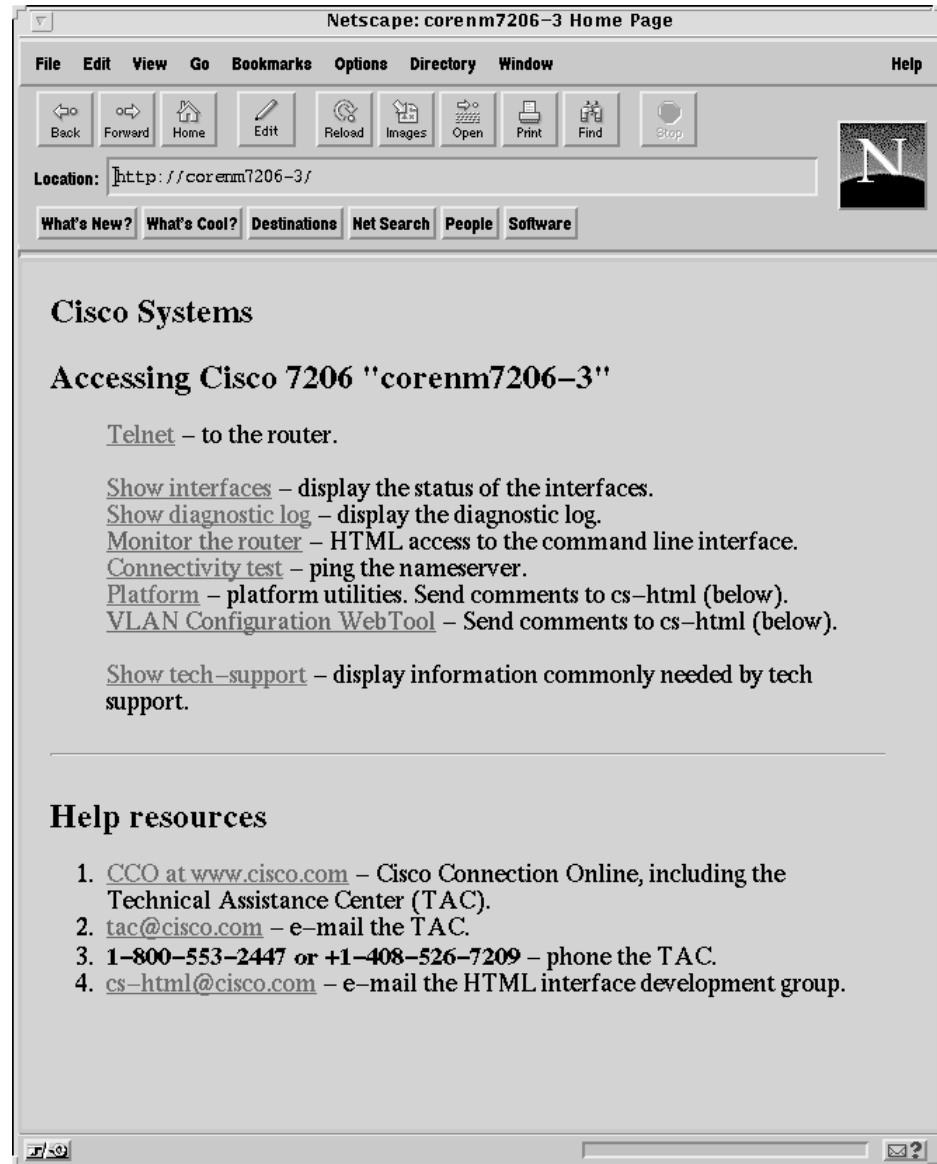 Netscape: corenm7206-3 Home Page
File Edit View Go Bookmarks Options Directory Window Help
Back Forward Home Edit Reload Images Open Print Find Stop
Location: http://corenm7206-3/
N
What's New? What's Cool? Destinations Net Search People Software
Cisco Systems
Accessing Cisco 7206 "corenm7206-3"
Telnet – to the router.
Show interfaces – display the status of the interfaces.
Show diagnostic log – display the diagnostic log.
Monitor the router – HTML access to the command line interface.
Connectivity test – ping the nameserver.
Platform – platform utilities. Send comments to cs-html (below).
VLAN Configuration WebTool – Send comments to cs-html (below).
Show tech-support – display information commonly needed by tech
support.
Help resources
1. CCO at www.cisco.com – Cisco Connection Online, including the
Technical Assistance Center (TAC).
2. tac@cisco.com – e-mail the TAC.
3. 1-800-553-2447 or +1-408-526-7209 – phone the TAC.
4. cs-html@cisco.com – e-mail the HTML interface development group.
?